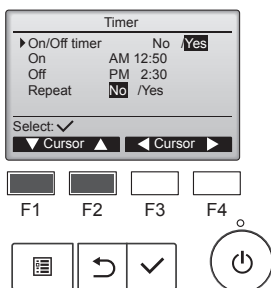 Timer
On/Off timer No /Yes
On AM 12:50
Off PM 2:30
Repeat No /Yes
Select: ✓
▼ Cursor ▲ ◀ Cursor ▶
F1 F2 F3 F4